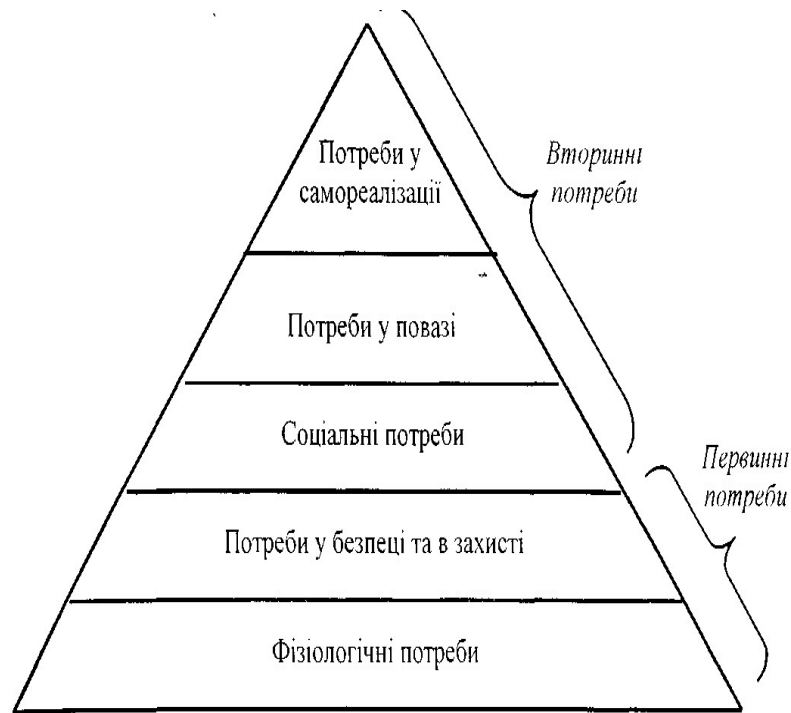 Потреби у
самореалізації
Вторинні
потреби
Потреби у повазі
Соціальні потреби
Первинні
потреби
Потреби у безпеці та в захисті
Фізіологічні потреби